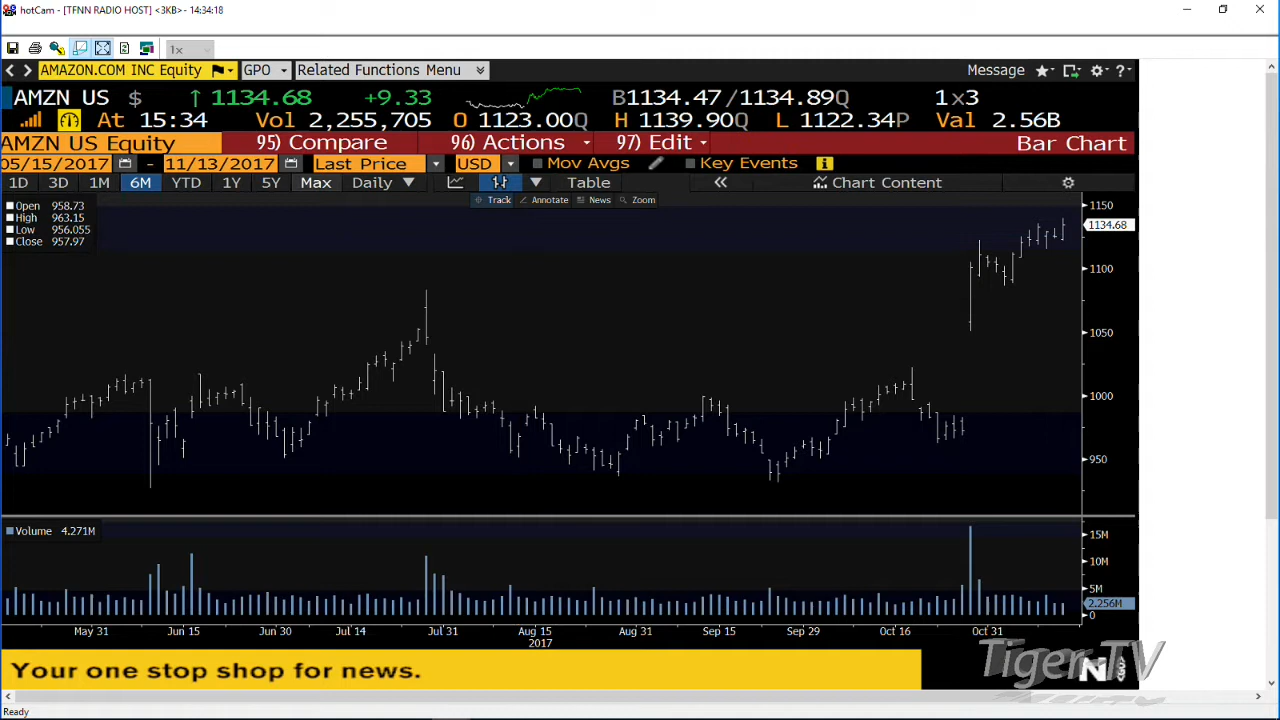 hotCam - [TFNN RADIO HOST] <3KB> - 14:34:18
1x
AMAZON.COM INC Equity GPO Related Functions Menu Message
AMZN US $ ↑ 1134.68 +9.33 B1134.47/1134.89Q 1x3
At 15:34 Vol 2,255,705 O 1123.00Q H 1139.90Q L 1122.34P Val 2.56B
AMZN US Equity 95) Compare 96) Actions 97) Edit Bar Chart
05/15/2017 - 11/13/2017 Last Price USD Mov Avgs Key Events
1D 3D 1M 6M YTD 1Y 5Y Max Daily Table « Chart Content
Track Annotate News Zoom
Open 958.73
High 963.15
Low 956.055
Close 957.97
1150
1134.68
1100
1050
1000
950
Volume 4.271M
15M
10M
5M
2.256M
0
May 31 Jun 15 Jun 30 Jul 14 Jul 31 Aug 15 Aug 31 Sep 15 Sep 29 Oct 16 Oct 31
2017
Your one stop shop for news.
Tiger TV
Ready